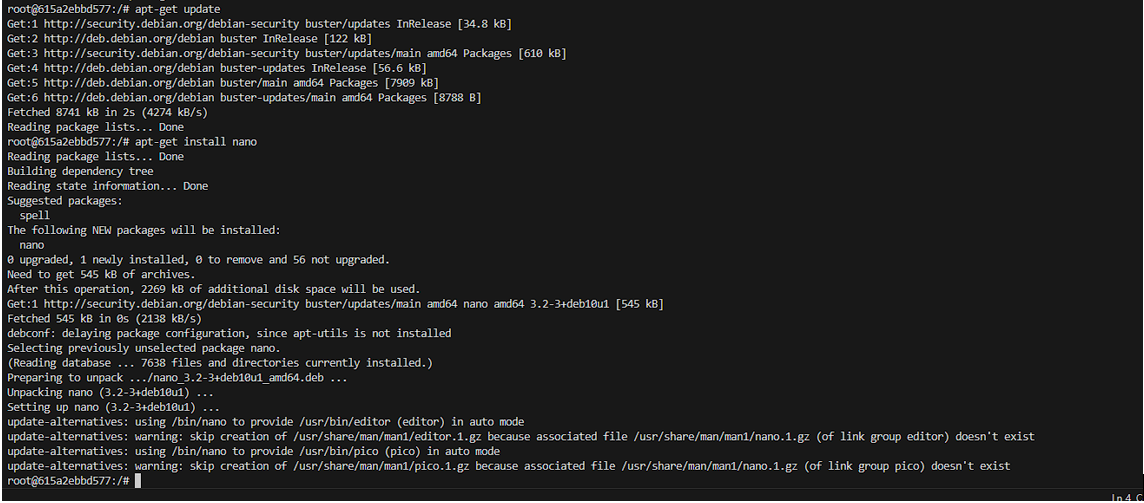 root@615a2ebbd577:/# apt-get update
Get:1 http://security.debian.org/debian-security buster/updates InRelease [34.8 kB]
Get:2 http://deb.debian.org/debian buster InRelease [122 kB]
Get:3 http://security.debian.org/debian-security buster/updates/main amd64 Packages [610 kB]
Get:4 http://deb.debian.org/debian buster-updates InRelease [56.6 kB]
Get:5 http://deb.debian.org/debian buster/main amd64 Packages [7909 kB]
Get:6 http://deb.debian.org/debian buster-updates/main amd64 Packages [8788 B]
Fetched 8741 kB in 2s (4274 kB/s)
Reading package lists... Done
root@615a2ebbd577:/# apt-get install nano
Reading package lists... Done
Building dependency tree
Reading state information... Done
Suggested packages:
  spell
The following NEW packages will be installed:
  nano
0 upgraded, 1 newly installed, 0 to remove and 56 not upgraded.
Need to get 545 kB of archives.
After this operation, 2269 kB of additional disk space will be used.
Get:1 http://security.debian.org/debian-security buster/updates/main amd64 nano amd64 3.2-3+deb10u1 [545 kB]
Fetched 545 kB in 0s (2138 kB/s)
debconf: delaying package configuration, since apt-utils is not installed
Selecting previously unselected package nano.
(Reading database ... 7638 files and directories currently installed.)
Preparing to unpack .../nano_3.2-3+deb10u1_amd64.deb ...
Unpacking nano (3.2-3+deb10u1) ...
Setting up nano (3.2-3+deb10u1) ...
update-alternatives: using /bin/nano to provide /usr/bin/editor (editor) in auto mode
update-alternatives: warning: skip creation of /usr/share/man/man1/editor.1.gz because associated file /usr/share/man/man1/nano.1.gz (of link group editor) doesn't exist
update-alternatives: using /bin/nano to provide /usr/bin/pico (pico) in auto mode
update-alternatives: warning: skip creation of /usr/share/man/man1/pico.1.gz because associated file /usr/share/man/man1/nano.1.gz (of link group pico) doesn't exist
root@615a2ebbd577:/#